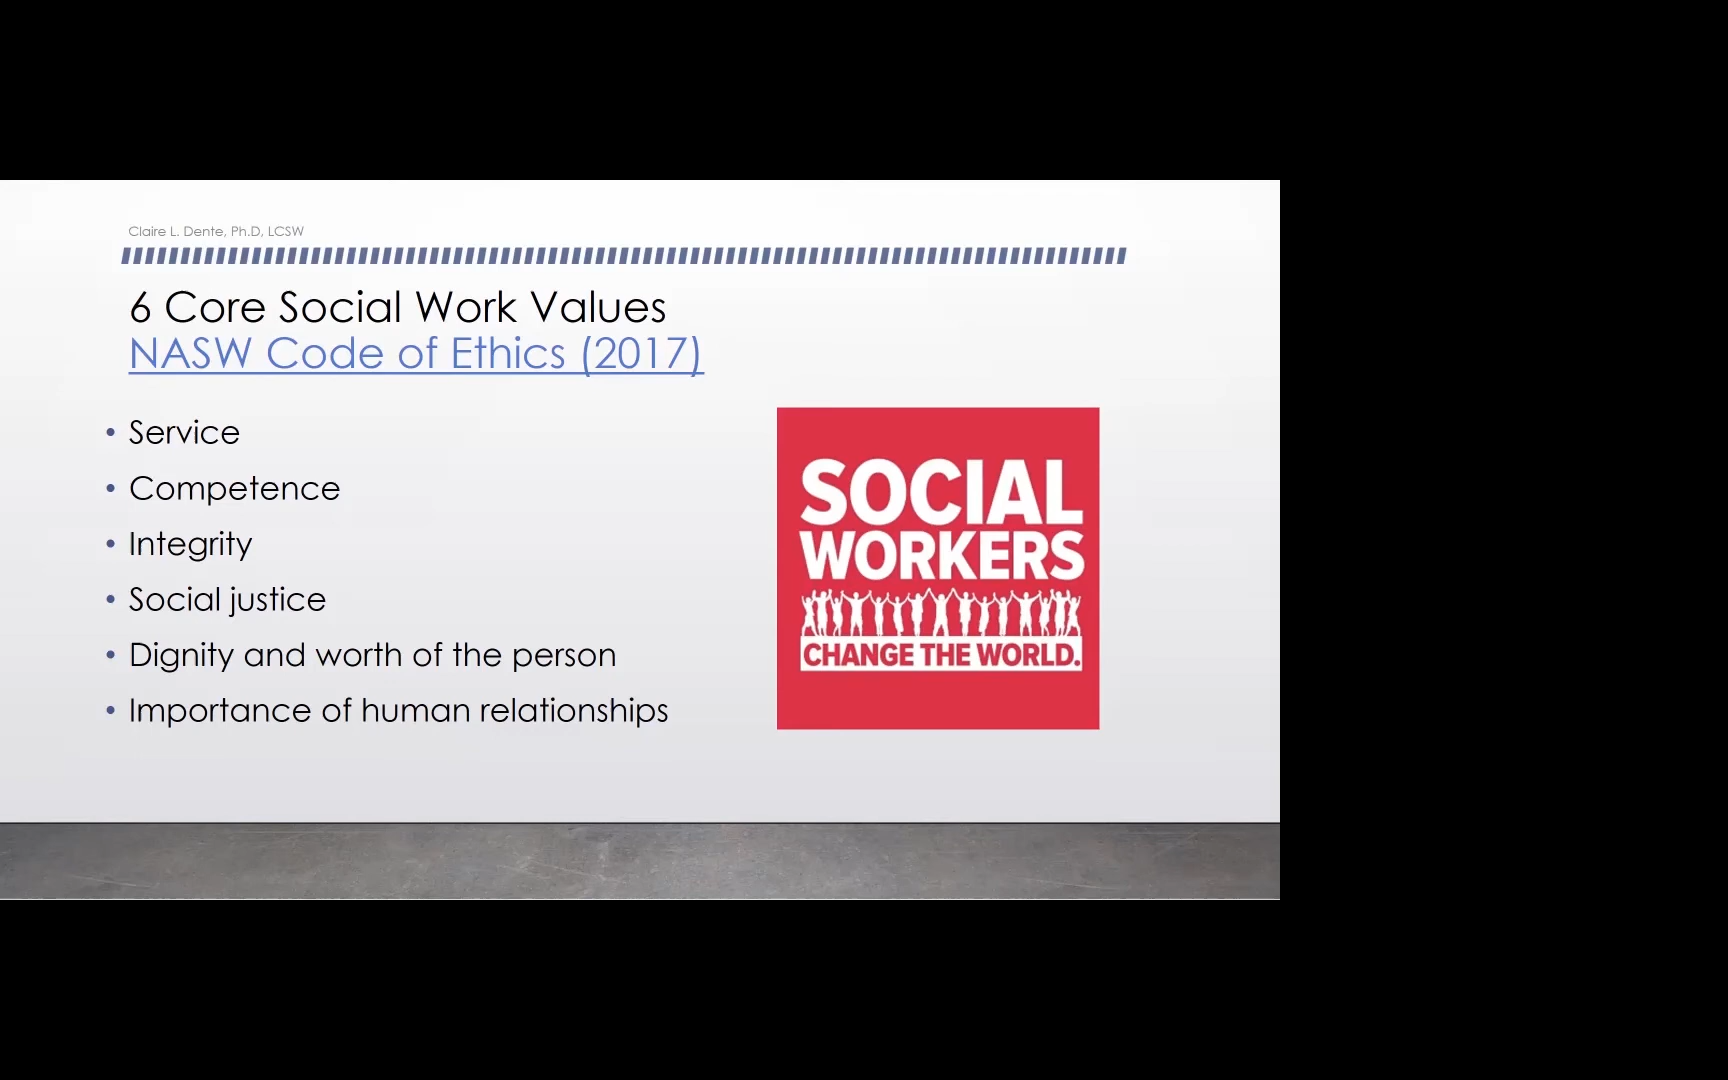 Claire L. Dente, Ph.D, LCSW
6 Core Social Work Values
NASW Code of Ethics (2017)
• Service
• Competence
• Integrity
• Social justice
• Dignity and worth of the person
• Importance of human relationships
SOCIAL
WORKERS
CHANGE THE WORLD.